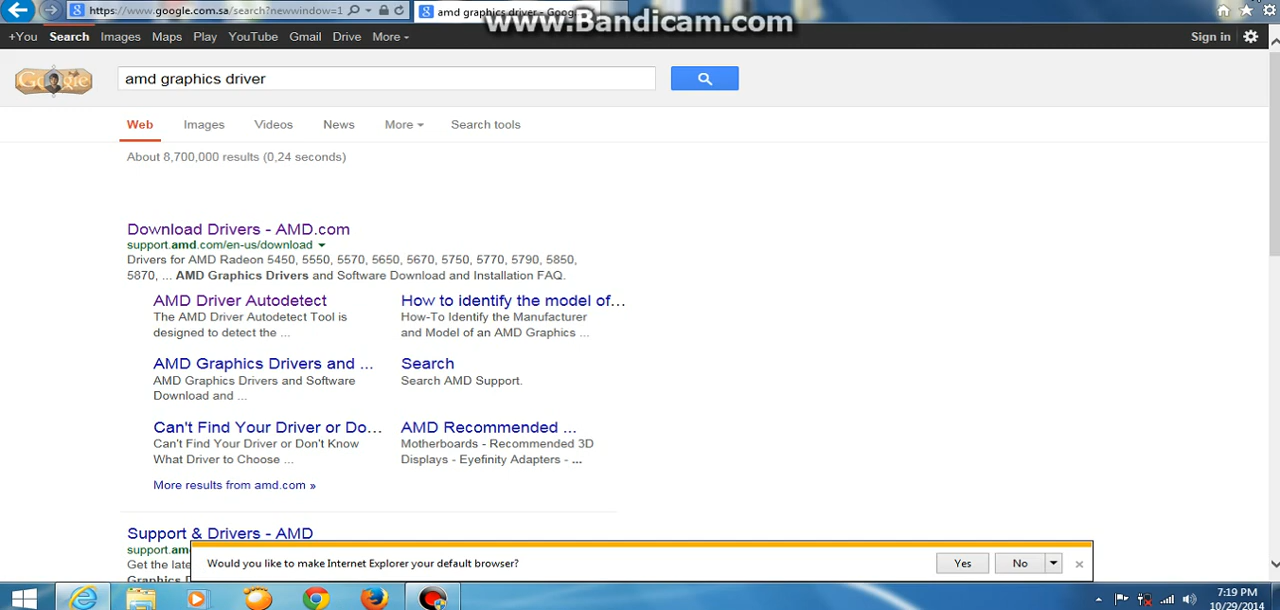 https://www.google.com.sa/search?newwindow=1
amd graphics driver - Goog
www.Bandicam.com
+You Search Images Maps Play YouTube Gmail Drive More
Sign in
Google
amd graphics driver
Web Images Videos News More Search tools
About 8,700,000 results (0,24 seconds)
Download Drivers - AMD.com
support.amd.com/en-us/download
Drivers for AMD Radeon 5450, 5550, 5570, 5650, 5670, 5750, 5770, 5790, 5850,
5870, ... AMD Graphics Drivers and Software Download and Installation FAQ.
AMD Driver Autodetect
The AMD Driver Autodetect Tool is
designed to detect the ...
How to identify the model of...
How-To Identify the Manufacturer
and Model of an AMD Graphics ...
AMD Graphics Drivers and ...
AMD Graphics Drivers and Software
Download and ...
Search
Search AMD Support.
Can't Find Your Driver or Do...
Can't Find Your Driver or Don't Know
What Driver to Choose ...
AMD Recommended ...
Motherboards - Recommended 3D
Displays - Eyefinity Adapters - ...
More results from amd.com »
Support & Drivers - AMD
support.am
Get the late
Graphics D
Would you like to make Internet Explorer your default browser?
Yes
No
7:19 PM
10/29/2014